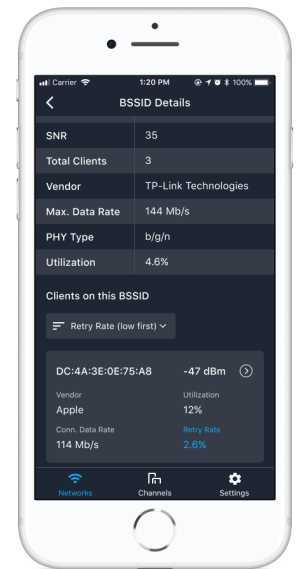 Carrier 1:20 PM 100%
BSSID Details
SNR 35
Total Clients 3
Vendor TP-Link Technologies
Max. Data Rate 144 Mb/s
PHY Type b/g/n
Utilization 4.6%
Clients on this BSSID
Retry Rate (low first)
DC:4A:3E:0E:75:A8 -47 dBm
Vendor Utilization
Apple 12%
Conn. Data Rate Retry Rate
114 Mb/s 2.6%
Networks Channels Settings